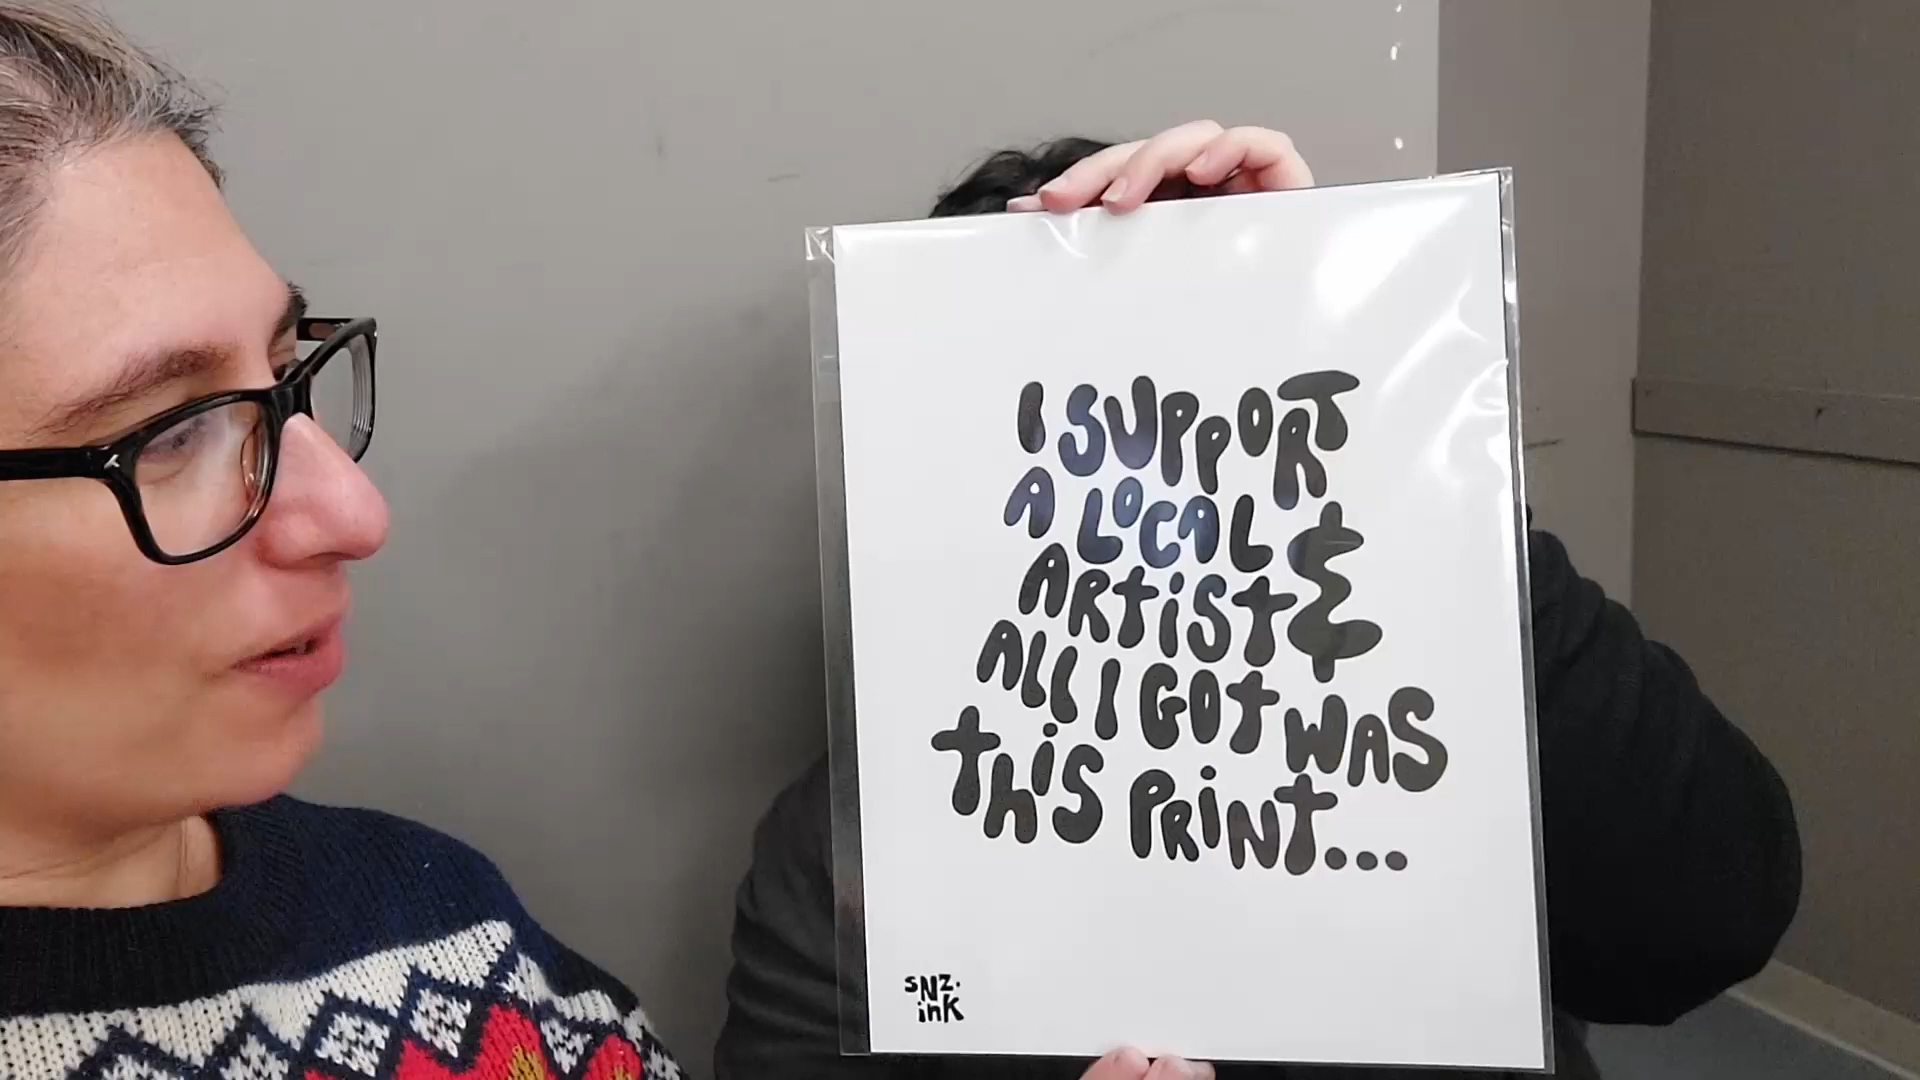 I SUPPORT
A LOCAL
ARTIST &
ALL I GOT WAS
THIS PRINT...
SNZ.
INK